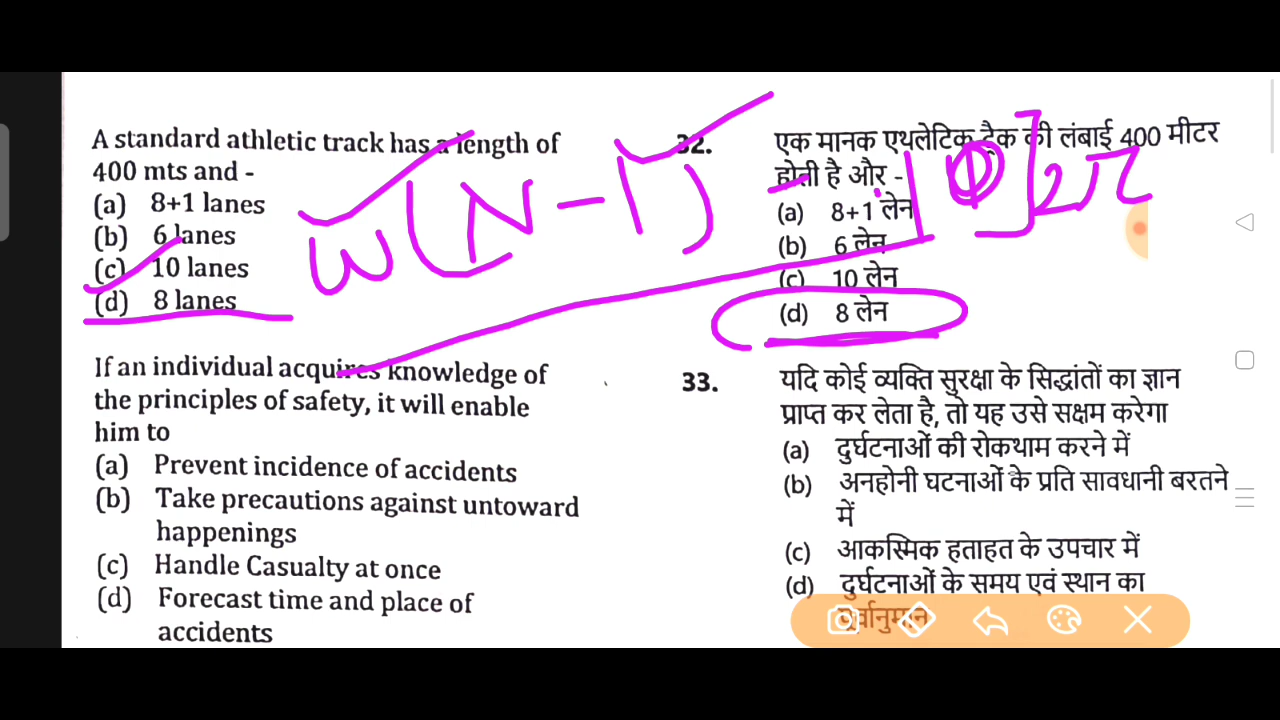 A standard athletic track has a length of
400 mts and -
(a) 8+1 lanes
(b) 6 lanes
(c) 10 lanes
(d) 8 lanes
If an individual acquires knowledge of
the principles of safety, it will enable
him to
(a) Prevent incidence of accidents
(b) Take precautions against untoward
happenings
(c) Handle Casualty at once
(d) Forecast time and place of
accidents
32. एक मानक एथलेटिक ट्रैक की लंबाई 400 मीटर
होती है और -
(a) 8+1 लेन
(b) 6 लेन
(c) 10 लेन
(d) 8 लेन
33. यदि कोई व्यक्ति सुरक्षा के सिद्धांतों का ज्ञान
प्राप्त कर लेता है, तो यह उसे सक्षम करेगा
(a) दुर्घटनाओं की रोकथाम करने में
(b) अनहोनी घटनाओं के प्रति सावधानी बरतने
में
(c) आकस्मिक हताहत के उपचार में
(d) दुर्घटनाओं के समय एवं स्थान का
पूर्वानुमान
W(N-1)